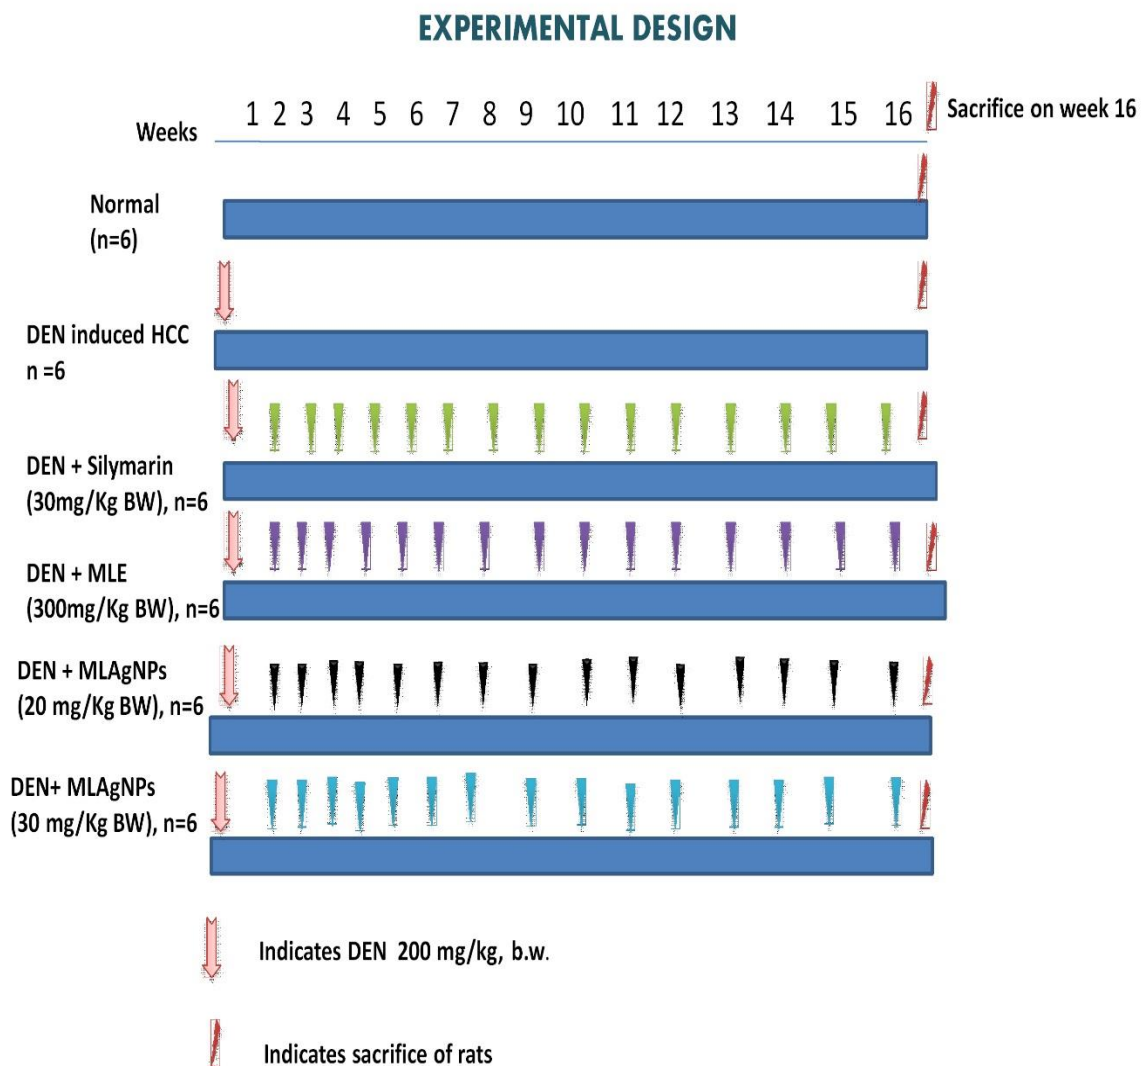 EXPERIMENTAL DESIGN
Weeks 1 2 3 4 5 6 7 8 9 10 11 12 13 14 15 16 Sacrifice on week 16
Normal
(n=6)
DEN induced HCC
n =6
DEN + Silymarin
(30mg/Kg BW), n=6
DEN + MLE
(300mg/Kg BW), n=6
DEN + MLAgNPs
(20 mg/Kg BW), n=6
DEN+ MLAgNPs
(30 mg/Kg BW), n=6
Indicates DEN 200 mg/kg, b.w.
Indicates sacrifice of rats